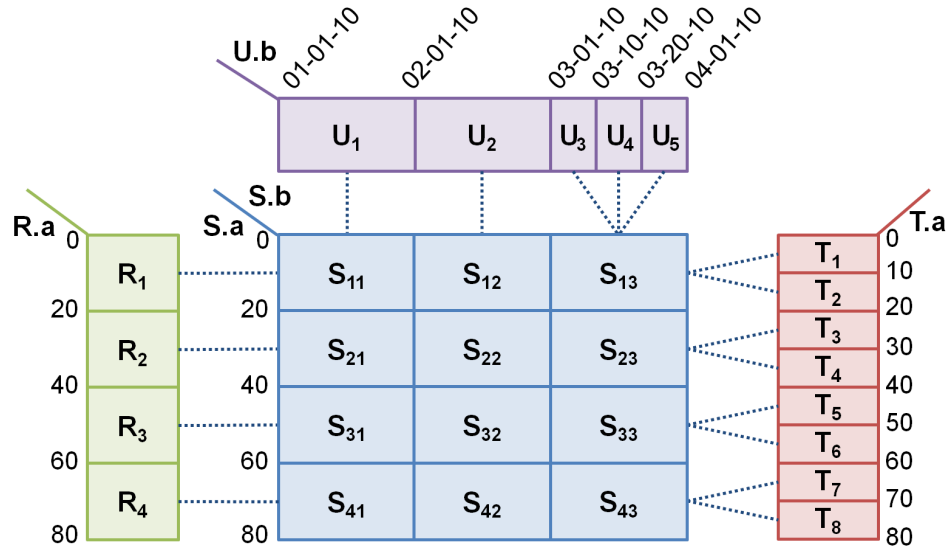 U.b 01-01-10 02-01-10 03-01-10 03-10-10 03-20-10 04-01-10
U₁ U₂ U₃ U₄ U₅
S.b
R.a S.a T.a
0 0 0
R₁ S₁₁ S₁₂ S₁₃ T₁
10
T₂
20 20 20
R₂ S₂₁ S₂₂ S₂₃ T₃
30
T₄
40 40 40
R₃ S₃₁ S₃₂ S₃₃ T₅
50
T₆
60 60 60
R₄ S₄₁ S₄₂ S₄₃ T₇
70
T₈
80 80 80